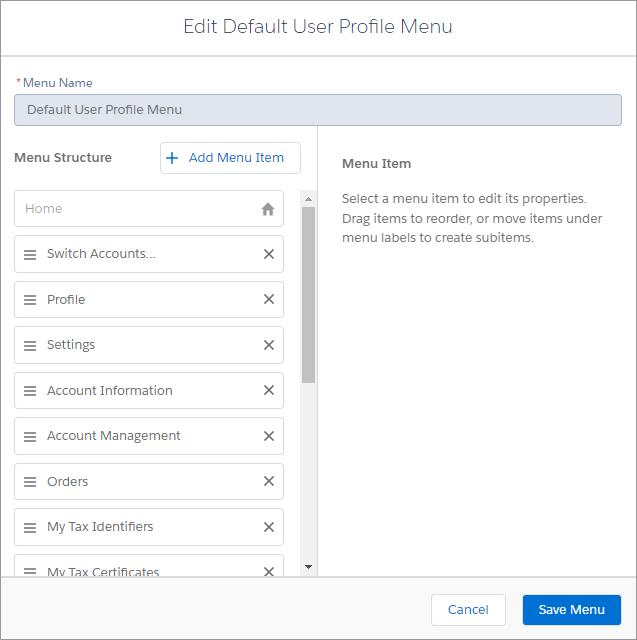 Edit Default User Profile Menu
* Menu Name
Default User Profile Menu
Menu Structure
Add Menu Item
Home
Switch Accounts...
Profile
Settings
Account Information
Account Management
Orders
My Tax Identifiers
My Tax Certificates
Menu Item
Select a menu item to edit its properties.
Drag items to reorder, or move items under
menu labels to create subitems.
Cancel
Save Menu